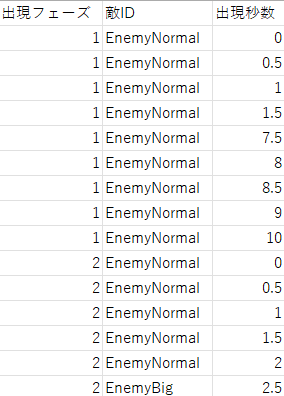 出現フェーズ 敵ID 出現秒数
1 EnemyNormal 0
1 EnemyNormal 0.5
1 EnemyNormal 1
1 EnemyNormal 1.5
1 EnemyNormal 7.5
1 EnemyNormal 8
1 EnemyNormal 8.5
1 EnemyNormal 9
1 EnemyNormal 10
2 EnemyNormal 0
2 EnemyNormal 0.5
2 EnemyNormal 1
2 EnemyNormal 1.5
2 EnemyNormal 2
2 EnemyBig 2.5